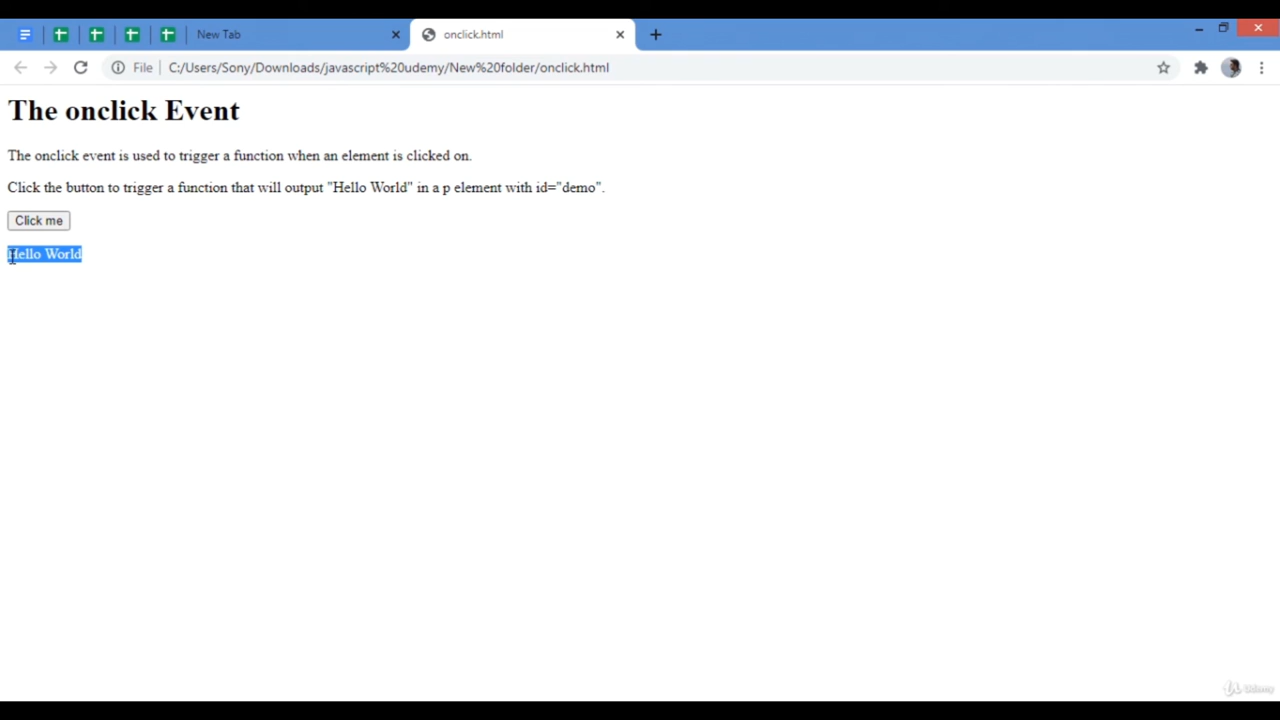 New Tab
onclick.html
File
C:/Users/Sony/Downloads/javascript%20udemy/New%20folder/onclick.html
The onclick Event
The onclick event is used to trigger a function when an element is clicked on.
Click the button to trigger a function that will output "Hello World" in a p element with id="demo".
Click me
Hello World
Udemy